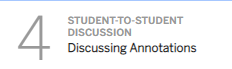 4
STUDENT-TO-STUDENT
DISCUSSION
Discussing Annotations